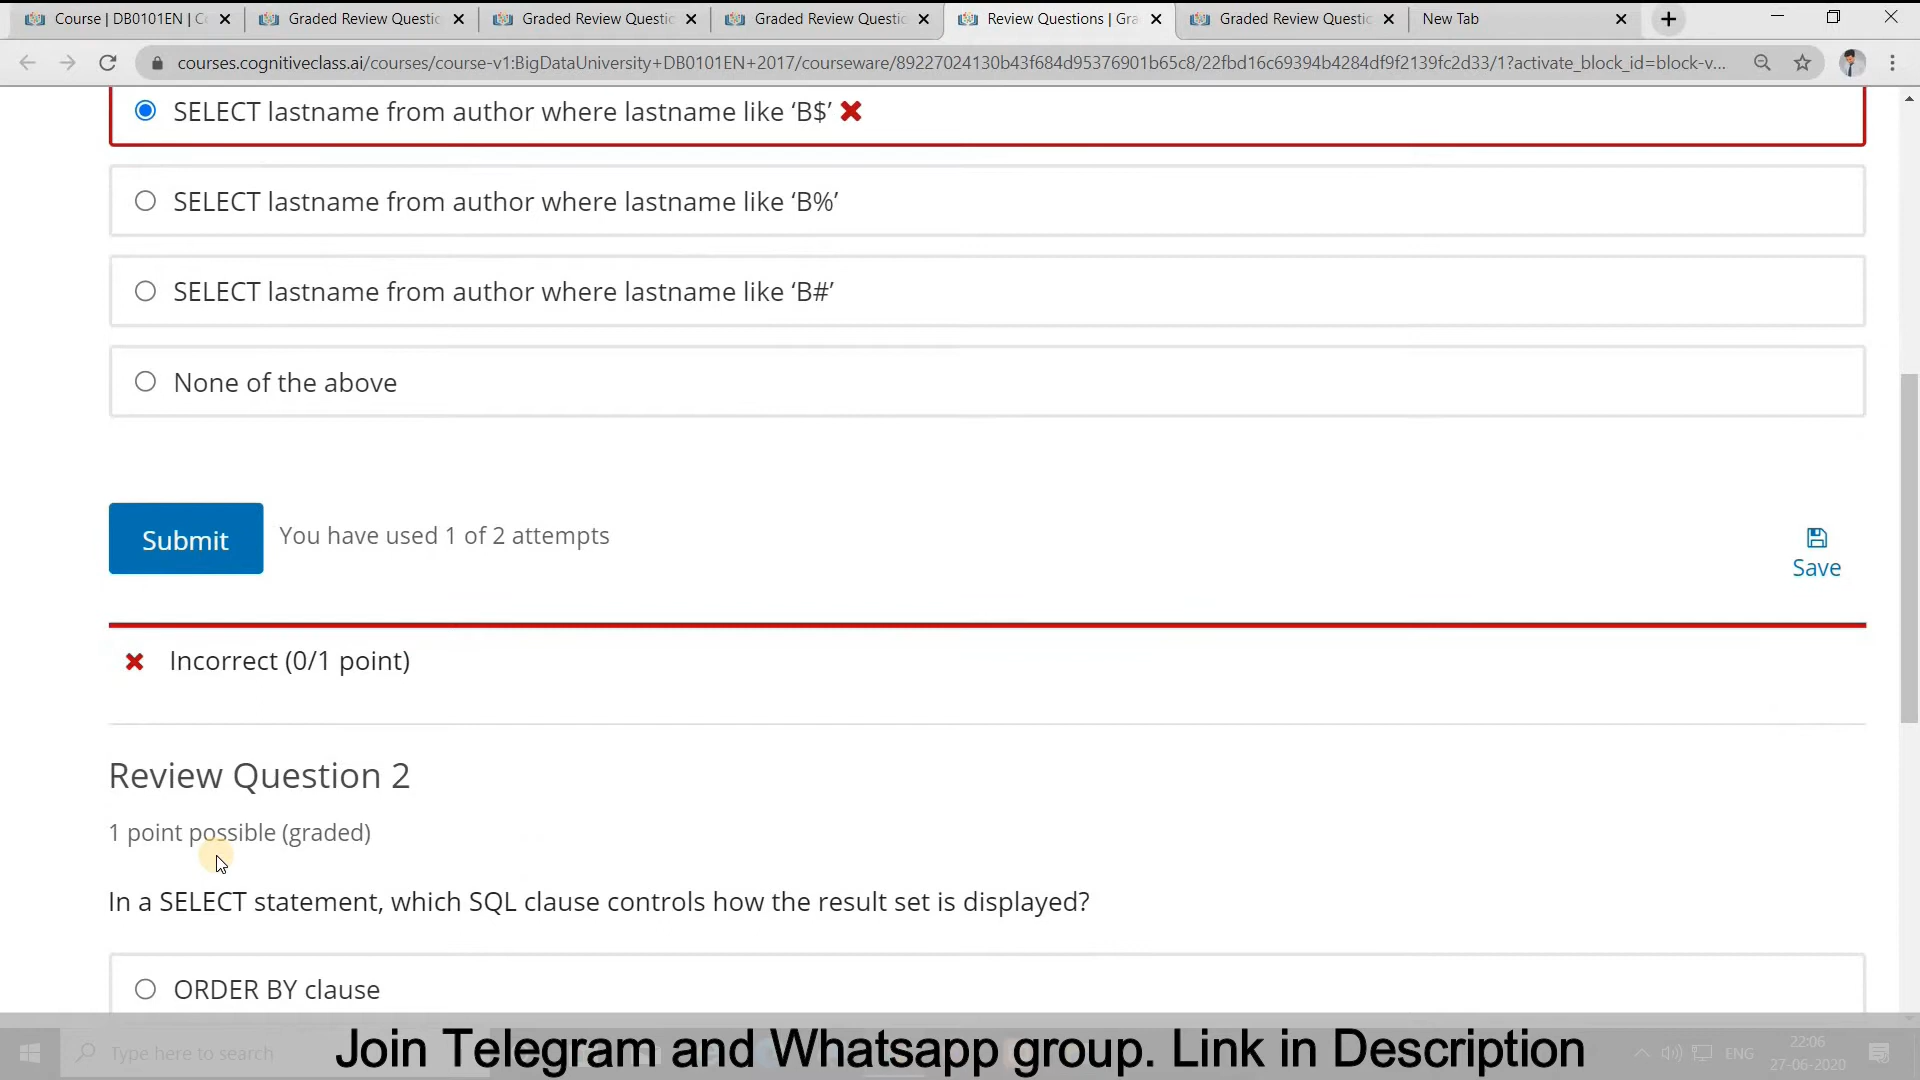 Course | DB0101EN | C
Graded Review Questic
Graded Review Questic
Graded Review Questic
Review Questions | Gra
Graded Review Questic
New Tab
courses.cognitiveclass.ai/courses/course-v1:BigDataUniversity+DB0101EN+2017/courseware/89227024130b43f684d95376901b65c8/22fbd16c69394b4284df9f2139fc2d33/1?activate_block_id=block-v...
SELECT lastname from author where lastname like ‘B$’
SELECT lastname from author where lastname like ‘B%’
SELECT lastname from author where lastname like ‘B#’
None of the above
Submit
You have used 1 of 2 attempts
Save
Incorrect (0/1 point)
Review Question 2
1 point possible (graded)
In a SELECT statement, which SQL clause controls how the result set is displayed?
ORDER BY clause
Type here to search
Join Telegram and Whatsapp group. Link in Description
ENG
22:06
27-06-2020